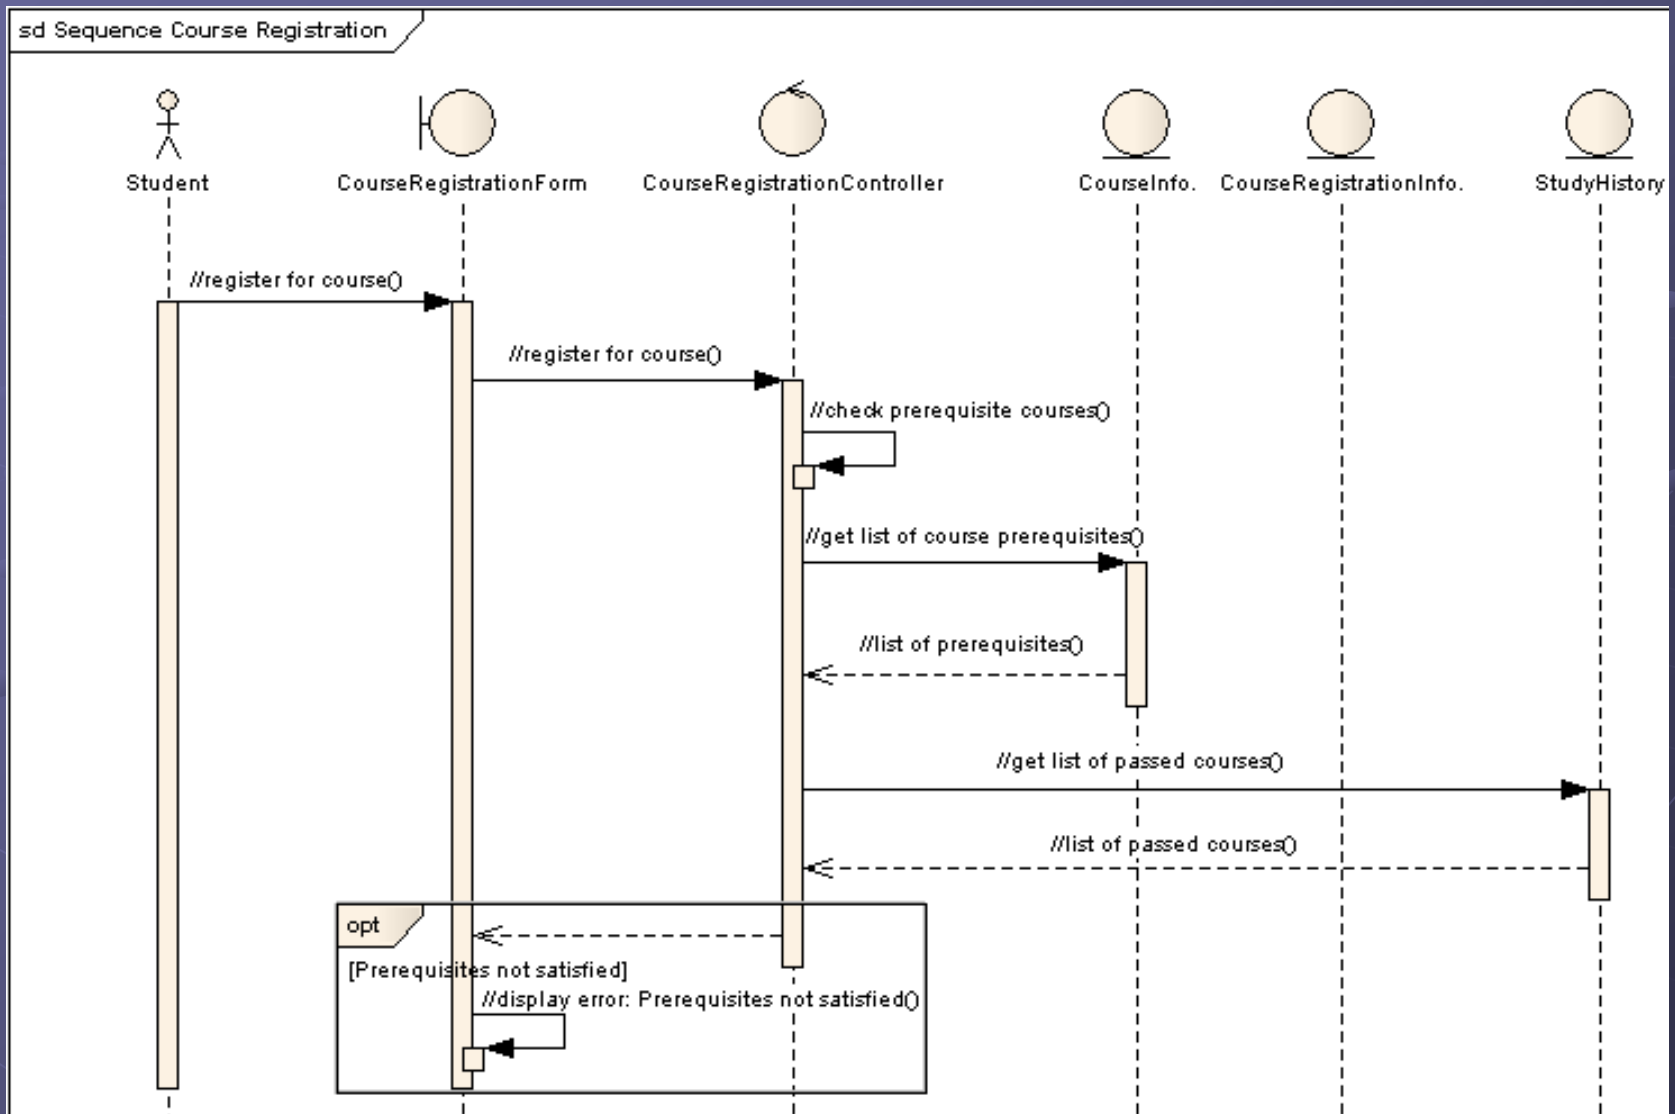 sd Sequence Course Registration
Student
CourseRegistrationForm
CourseRegistrationController
CourseInfo.
CourseRegistrationInfo.
StudyHistory
//register for course()
//register for course()
//check prerequisite courses()
//get list of course prerequisites()
//list of prerequisites()
//get list of passed courses()
//list of passed courses()
opt
[Prerequisites not satisfied]
//display error: Prerequisites not satisfied()